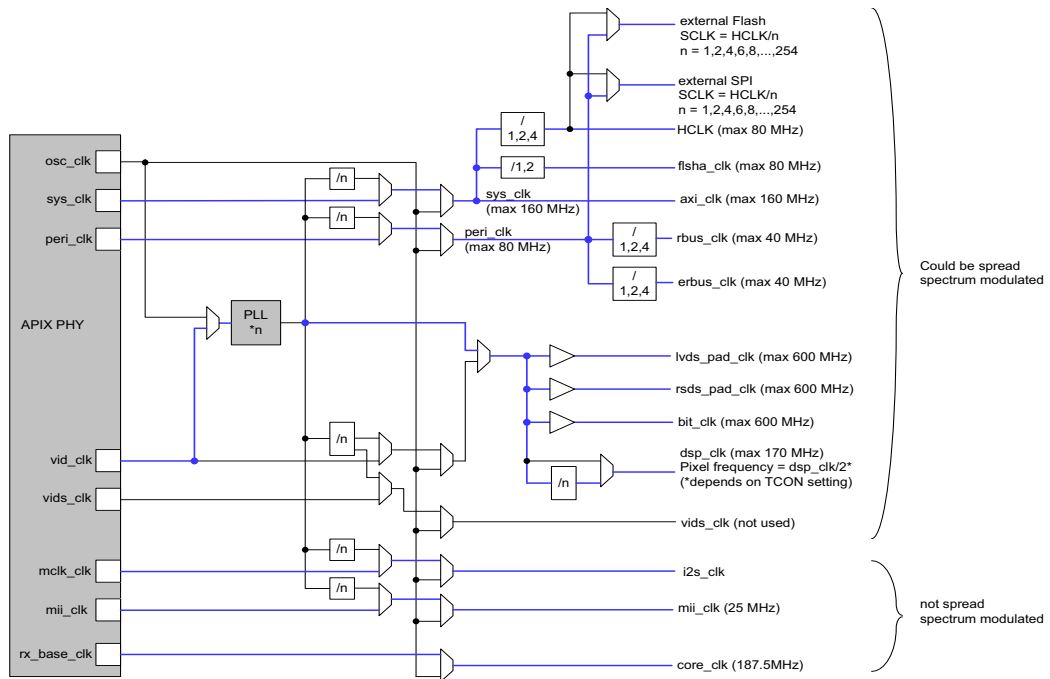 external Flash
SCLK = HCLK/n
n = 1,2,4,6,8,...,254
external SPI
SCLK = HCLK/n
n = 1,2,4,6,8,...,254
/
1,2,4
HCLK (max 80 MHz)
osc_clk
/1,2
flsha_clk (max 80 MHz)
/n
sys_clk
sys_clk
(max 160 MHz)
axi_clk (max 160 MHz)
/n
peri_clk
peri_clk
(max 80 MHz)
/
1,2,4
rbus_clk (max 40 MHz)
/
1,2,4
erbus_clk (max 40 MHz)
Could be spread
spectrum modulated
APIX PHY
PLL
*n
lvds_pad_clk (max 600 MHz)
rsds_pad_clk (max 600 MHz)
bit_clk (max 600 MHz)
/n
vid_clk
dsp_clk (max 170 MHz)
Pixel frequency = dsp_clk/2*
(*depends on TCON setting)
/n
vids_clk
vids_clk (not used)
/n
mclk_clk
i2s_clk
/n
mii_clk
mii_clk (25 MHz)
not spread
spectrum modulated
rx_base_clk
core_clk (187.5MHz)